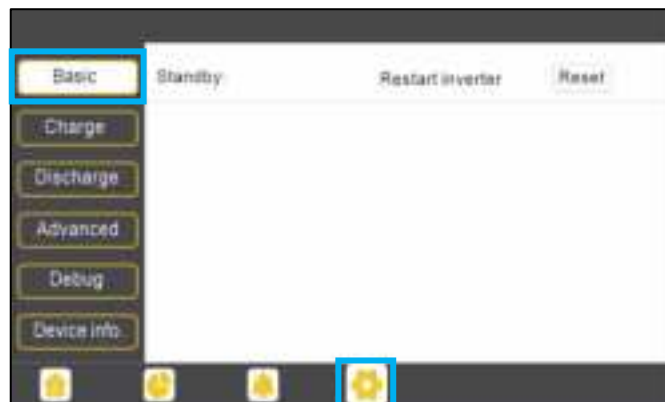 Basic
Standby Restart inverter Reset
Charge
Discharge
Advanced
Debug
Device info.